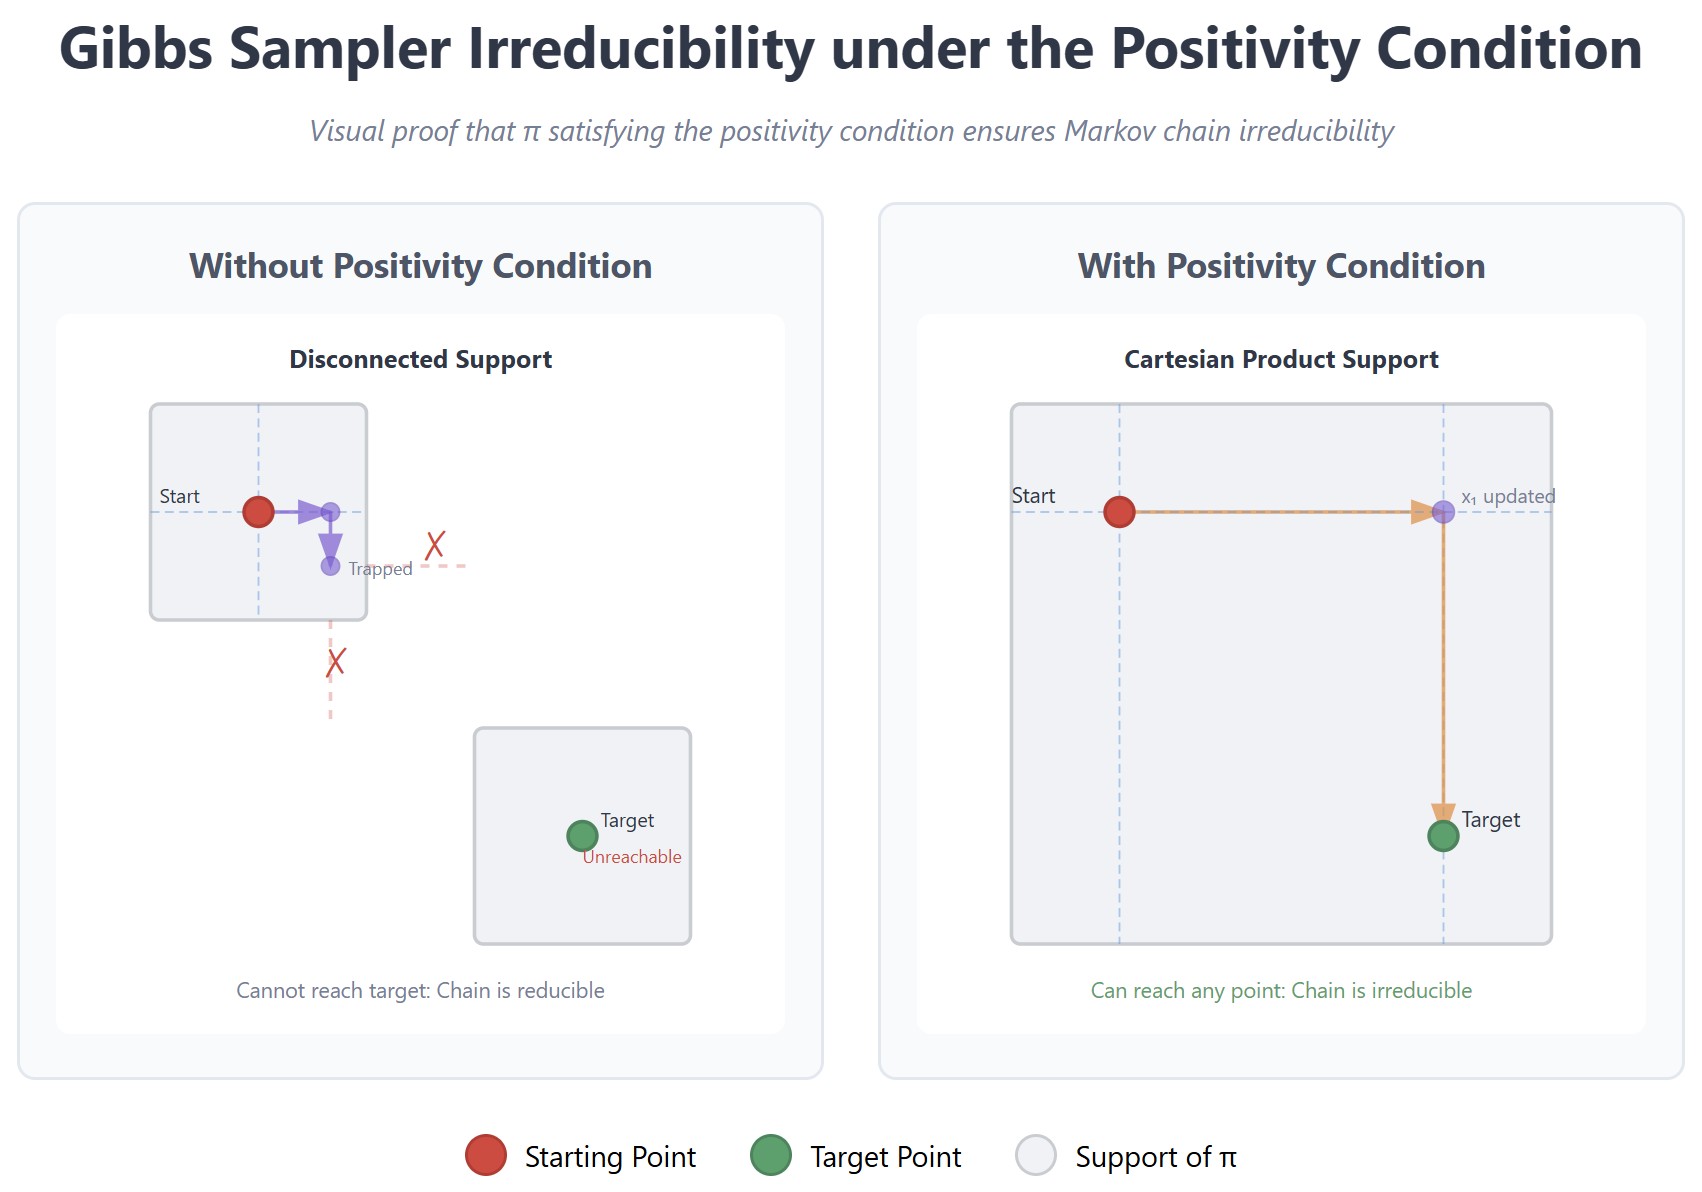 Gibbs Sampler Irreducibility under the Positivity Condition
Visual proof that π satisfying the positivity condition ensures Markov chain irreducibility
Without Positivity Condition
Disconnected Support
Start
X
Trapped
X
Target
Unreachable
Cannot reach target: Chain is reducible
With Positivity Condition
Cartesian Product Support
Start
x₁ updated
Target
Can reach any point: Chain is irreducible
Starting Point
Target Point
Support of π